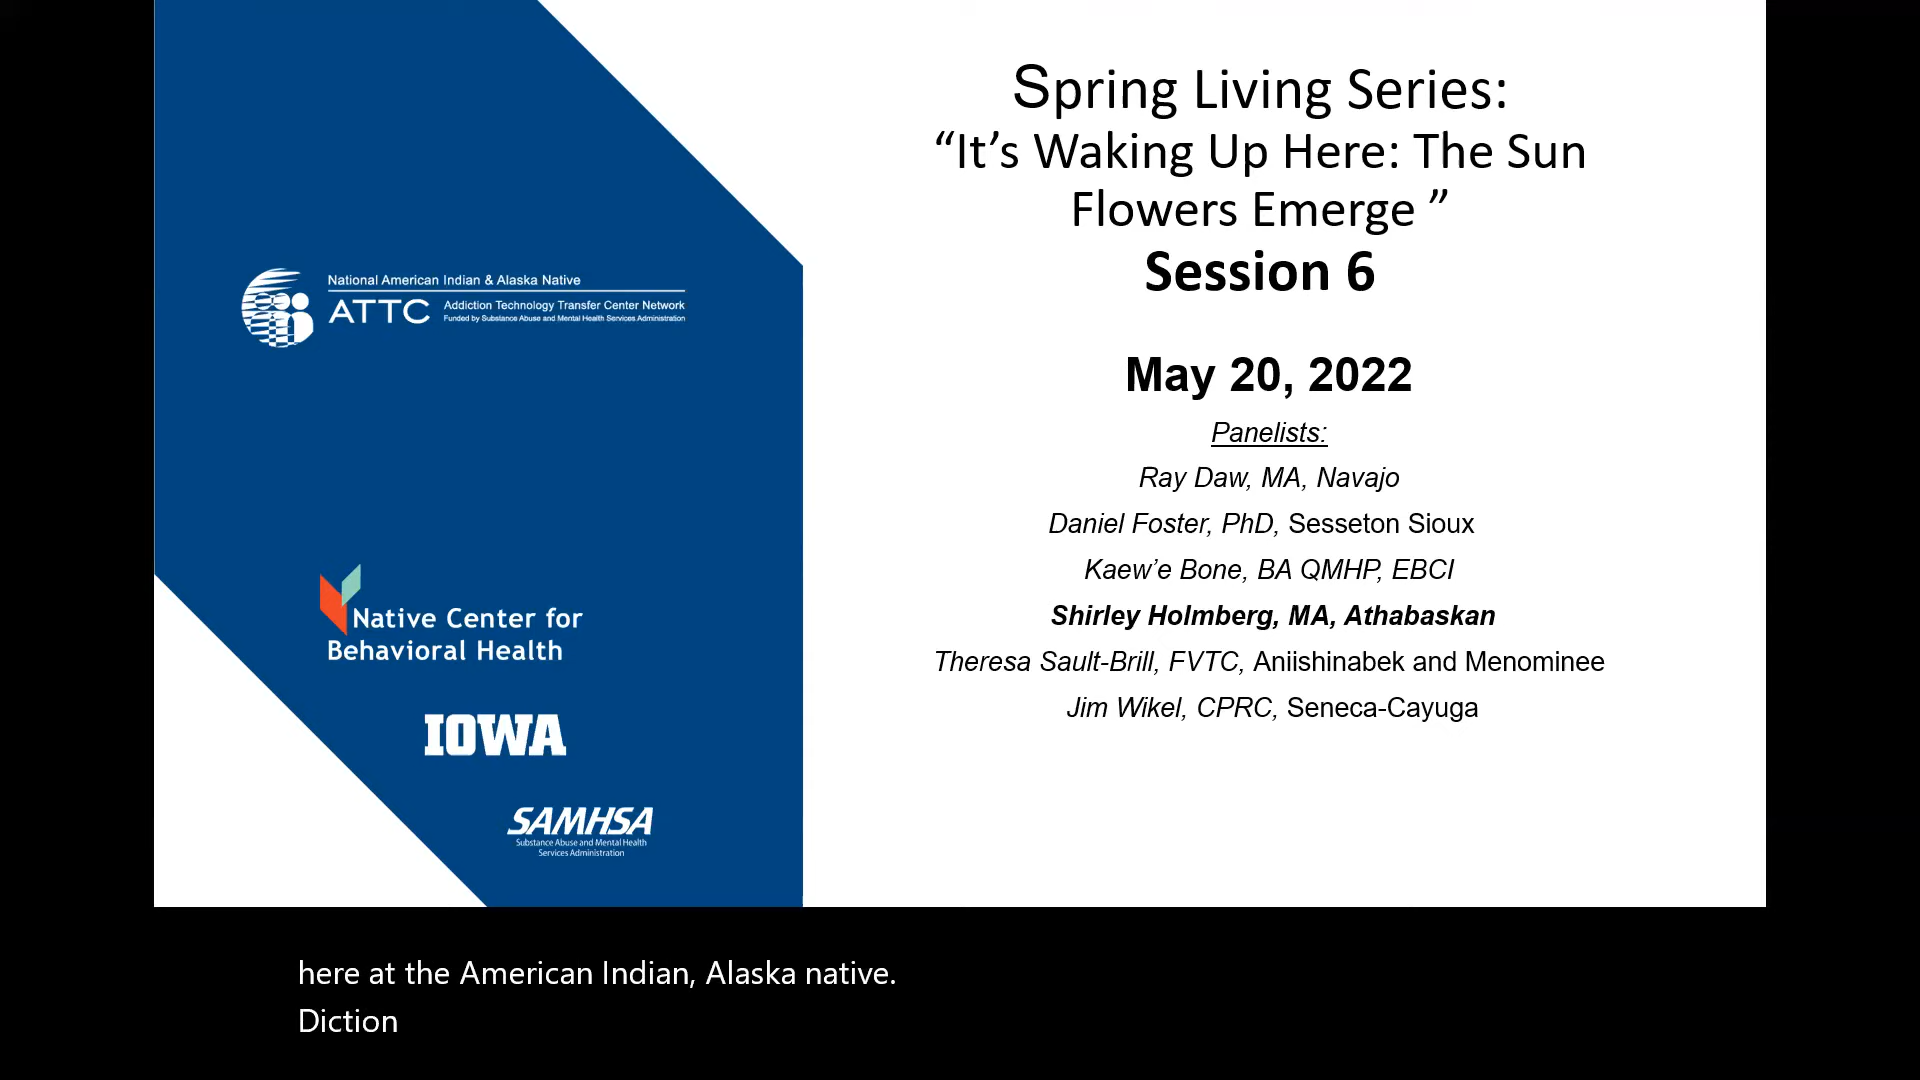 National American Indian & Alaska Native
ATTC
Addiction Technology Transfer Center Network
Funded by Substance Abuse and Mental Health Services Administration
Native Center for
Behavioral Health
IOWA
SAMHSA
Substance Abuse and Mental Health
Services Administration
Spring Living Series:
“It’s Waking Up Here: The Sun
Flowers Emerge ”
Session 6
May 20, 2022
Panelists:
Ray Daw, MA, Navajo
Daniel Foster, PhD, Sesseton Sioux
Kaew’e Bone, BA QMHP, EBCI
Shirley Holmberg, MA, Athabaskan
Theresa Sault-Brill, FVTC, Aniishinabek and Menominee
Jim Wikel, CPRC, Seneca-Cayuga
here at the American Indian, Alaska native.
Diction